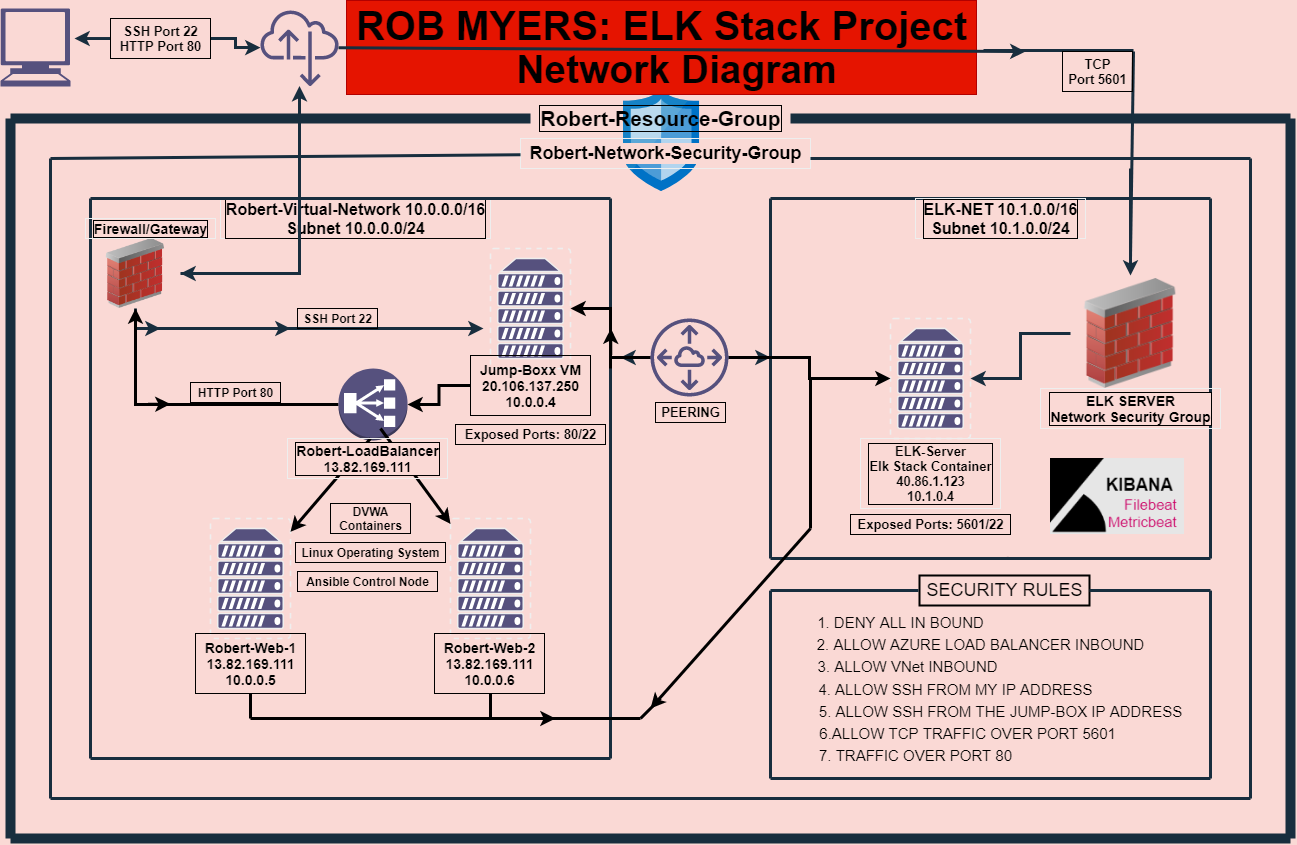 ROB MYERS: ELK Stack Project
Network Diagram
SSH Port 22
HTTP Port 80
TCP
Port 5601
Robert-Resource-Group
Robert-Network-Security-Group
Robert-Virtual-Network 10.0.0.0/16
Subnet 10.0.0.0/24
Firewall/Gateway
SSH Port 22
HTTP Port 80
Jump-Boxx VM
20.106.137.250
10.0.0.4
Exposed Ports: 80/22
Robert-LoadBalancer
13.82.169.111
DVWA
Containers
Linux Operating System
Ansible Control Node
Robert-Web-1
13.82.169.111
10.0.0.5
Robert-Web-2
13.82.169.111
10.0.0.6
PEERING
ELK-NET 10.1.0.0/16
Subnet 10.1.0.0/24
ELK SERVER
Network Security Group
ELK-Server
Elk Stack Container
40.86.1.123
10.1.0.4
Exposed Ports: 5601/22
KIBANA
Filebeat
Metricbeat
SECURITY RULES
1. DENY ALL IN BOUND
2. ALLOW AZURE LOAD BALANCER INBOUND
3. ALLOW VNet INBOUND
4. ALLOW SSH FROM MY IP ADDRESS
5. ALLOW SSH FROM THE JUMP-BOX IP ADDRESS
6.ALLOW TCP TRAFFIC OVER PORT 5601
7. TRAFFIC OVER PORT 80